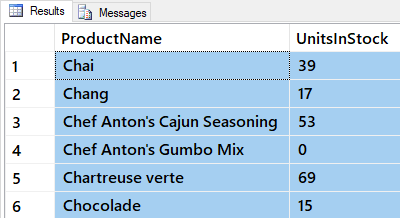 Results Messages
ProductName UnitsInStock
1 Chai 39
2 Chang 17
3 Chef Anton's Cajun Seasoning 53
4 Chef Anton's Gumbo Mix 0
5 Chartreuse verte 69
6 Chocolade 15